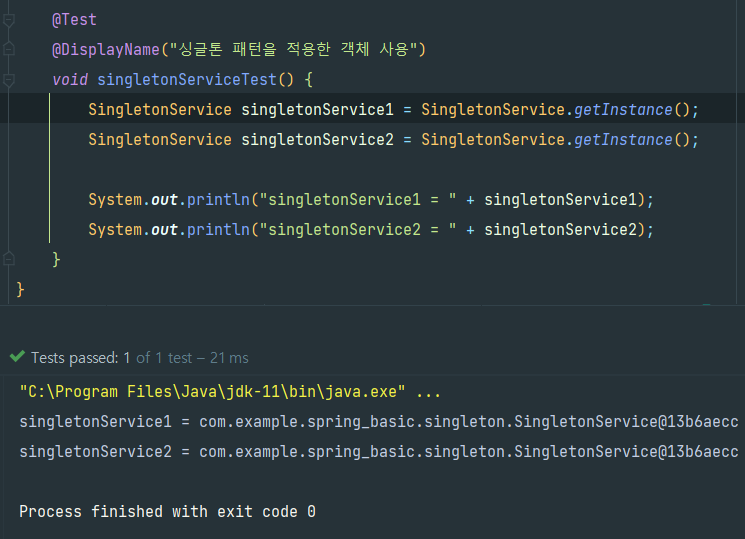 @Test
@DisplayName("싱글톤 패턴을 적용한 객체 사용")
void singletonServiceTest() {
SingletonService singletonService1 = SingletonService.getInstance();
SingletonService singletonService2 = SingletonService.getInstance();
System.out.println("singletonService1 = " + singletonService1);
System.out.println("singletonService2 = " + singletonService2);
}
}
Tests passed: 1 of 1 test – 21 ms
"C:\Program Files\Java\jdk-11\bin\java.exe" ...
singletonService1 = com.example.spring_basic.singleton.SingletonService@13b6aecc
singletonService2 = com.example.spring_basic.singleton.SingletonService@13b6aecc
Process finished with exit code 0